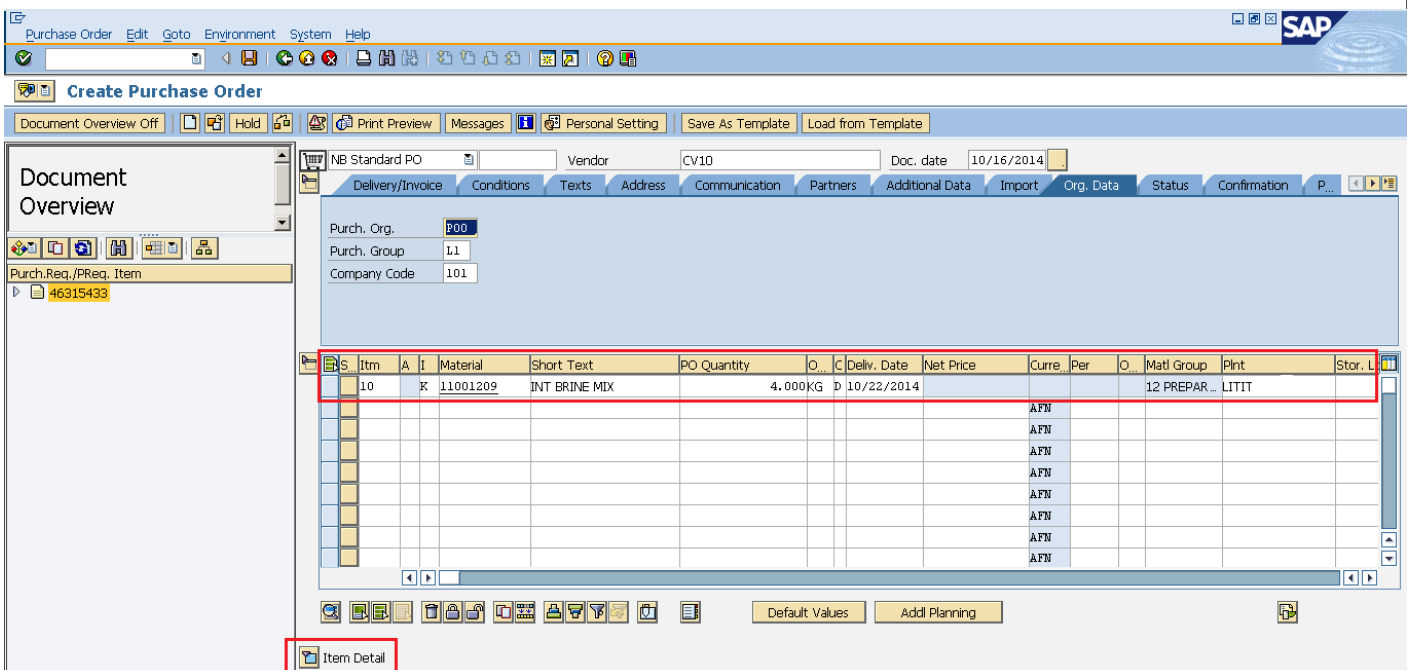 Purchase Order Edit Goto Environment System Help
SAP
Create Purchase Order
Document Overview Off Hold Print Preview Messages Personal Setting Save As Template Load from Template
Document
Overview
NB Standard PO Vendor CV10 Doc. date 10/16/2014
Delivery/Invoice Conditions Texts Address Communication Partners Additional Data Import Org. Data Status Confirmation P...
Purch. Org. P00
Purch. Group L1
Company Code 101
Purch.Req./PReq. Item
46315433
S... Itm A I Material Short Text PO Quantity O... C Deliv. Date Net Price Curre... Per O... Matl Group Plnt Stor. L
10 K 11001209 INT BRINE MIX 4.000 KG D 10/22/2014 12 PREPAR... LITIT
AFN
AFN
AFN
AFN
AFN
AFN
AFN
AFN
Default Values Addl Planning
Item Detail